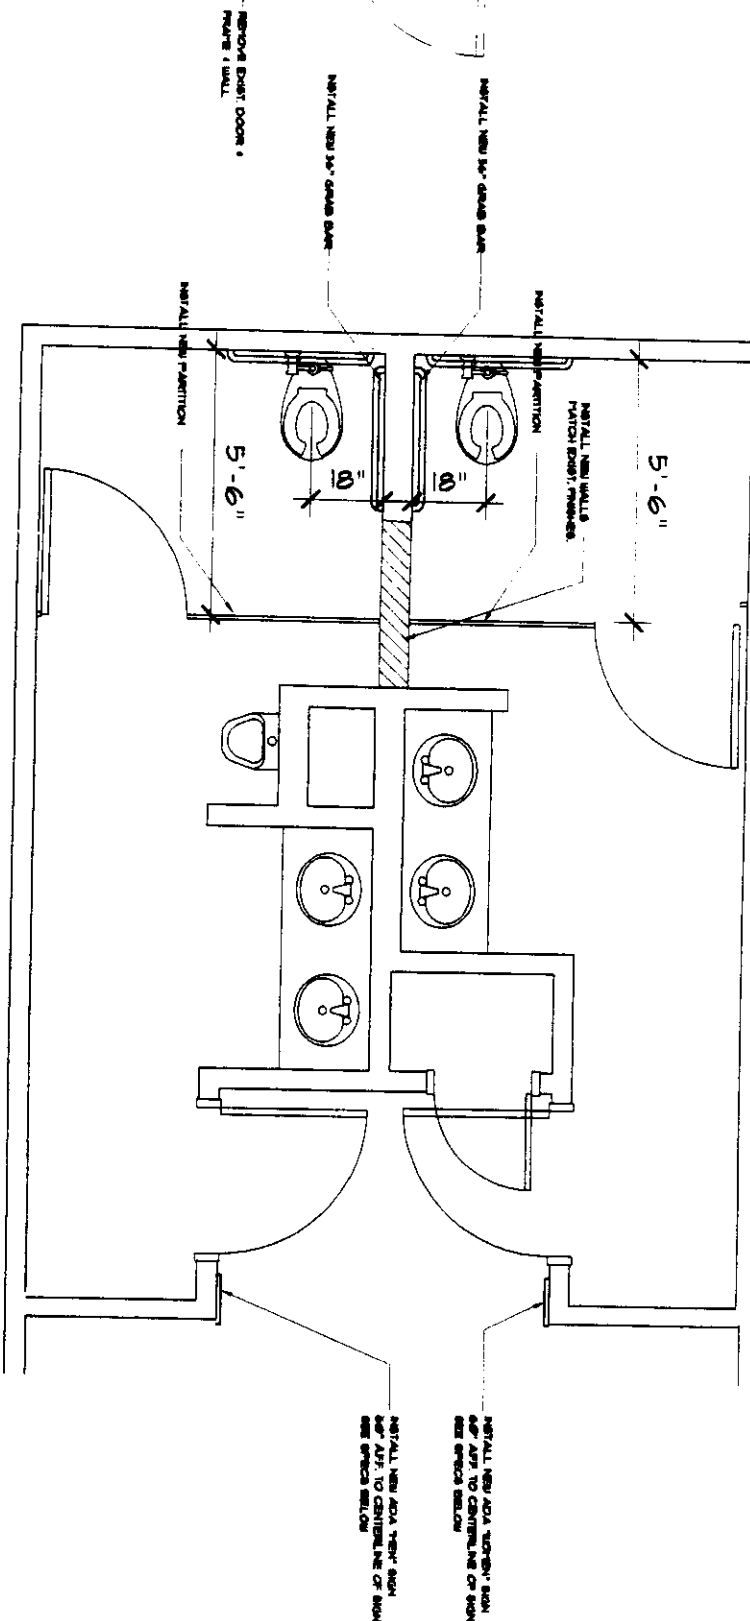 REMOVE EXIST. DOOR &
FRAME & WALL
INSTALL NEW 36" GRAB BAR
INSTALL NEW 36" GRAB BAR
INSTALL NEW PARTITION
INSTALL NEW PARTITION
INSTALL NEW WALLS
MATCH EXIST. FINISHES.
5'-6"
18"
18"
5'-6"
INSTALL NEW ADA "MEN" SIGN
60" A.F.F. TO CENTERLINE OF SIGN
SEE SPECS BELOW
INSTALL NEW ADA "WOMEN" SIGN
60" A.F.F. TO CENTERLINE OF SIGN
SEE SPECS BELOW